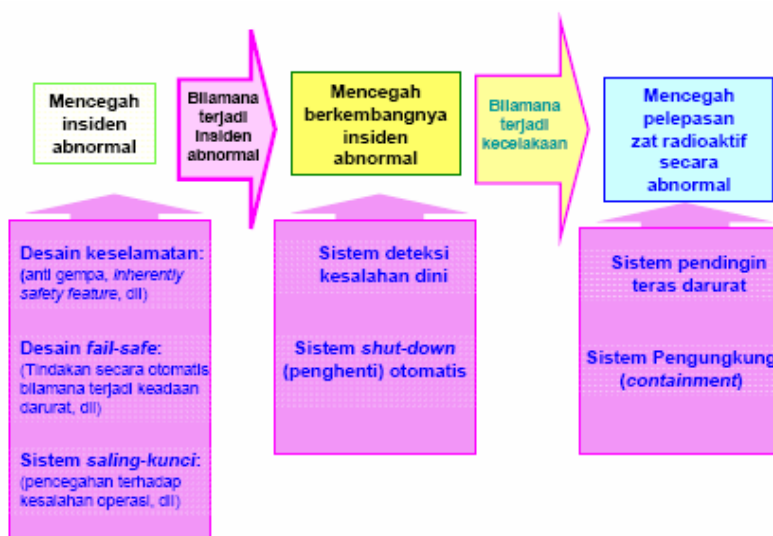 Mencegah
insiden
abnormal
Bilamana
terjadi
insiden
abnormal
Mencegah
berkembangnya
insiden
abnormal
Bilamana
terjadi
kecelakaan
Mencegah
pelepasan
zat radioaktif
secara
abnormal
Desain keselamatan:
(anti gempa, inherently
safety feature, dll)
Desain fail-safe:
(Tindakan secara otomatis
bilamana terjadi keadaan
darurat, dll)
Sistem saling-kunci:
(pencegahan terhadap
kesalahan operasi, dll)
Sistem deteksi
kesalahan dini
Sistem shut-down
(penghenti) otomatis
Sistem pendingin
teras darurat
Sistem Pengungkung
(containment)